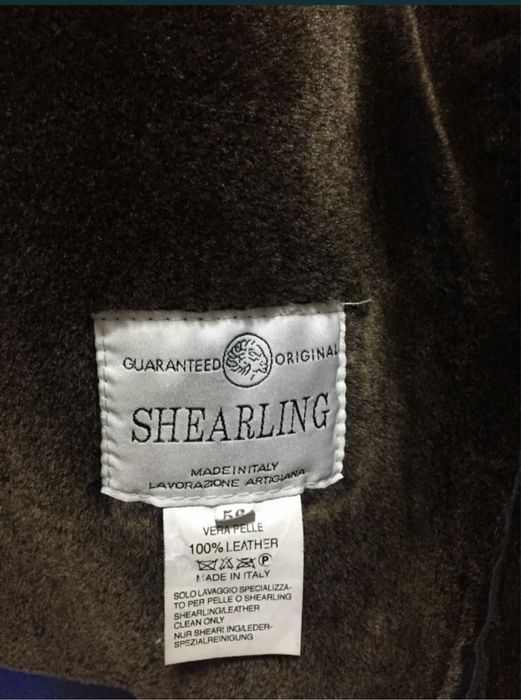 GUARANTEED ORIGINAL
SHEARLING
MADE IN ITALY
LAVORAZIONE ARTIGIANA
56
VERA PELLE
100% LEATHER
P
MADE IN ITALY
SOLO LAVAGGIO SPECIALIZZA-
TO PER PELLE O SHEARLING
SHEARLING/LEATHER
CLEAN ONLY
NUR SHEARLING/LEDER-
SPEZIALREINIGUNG